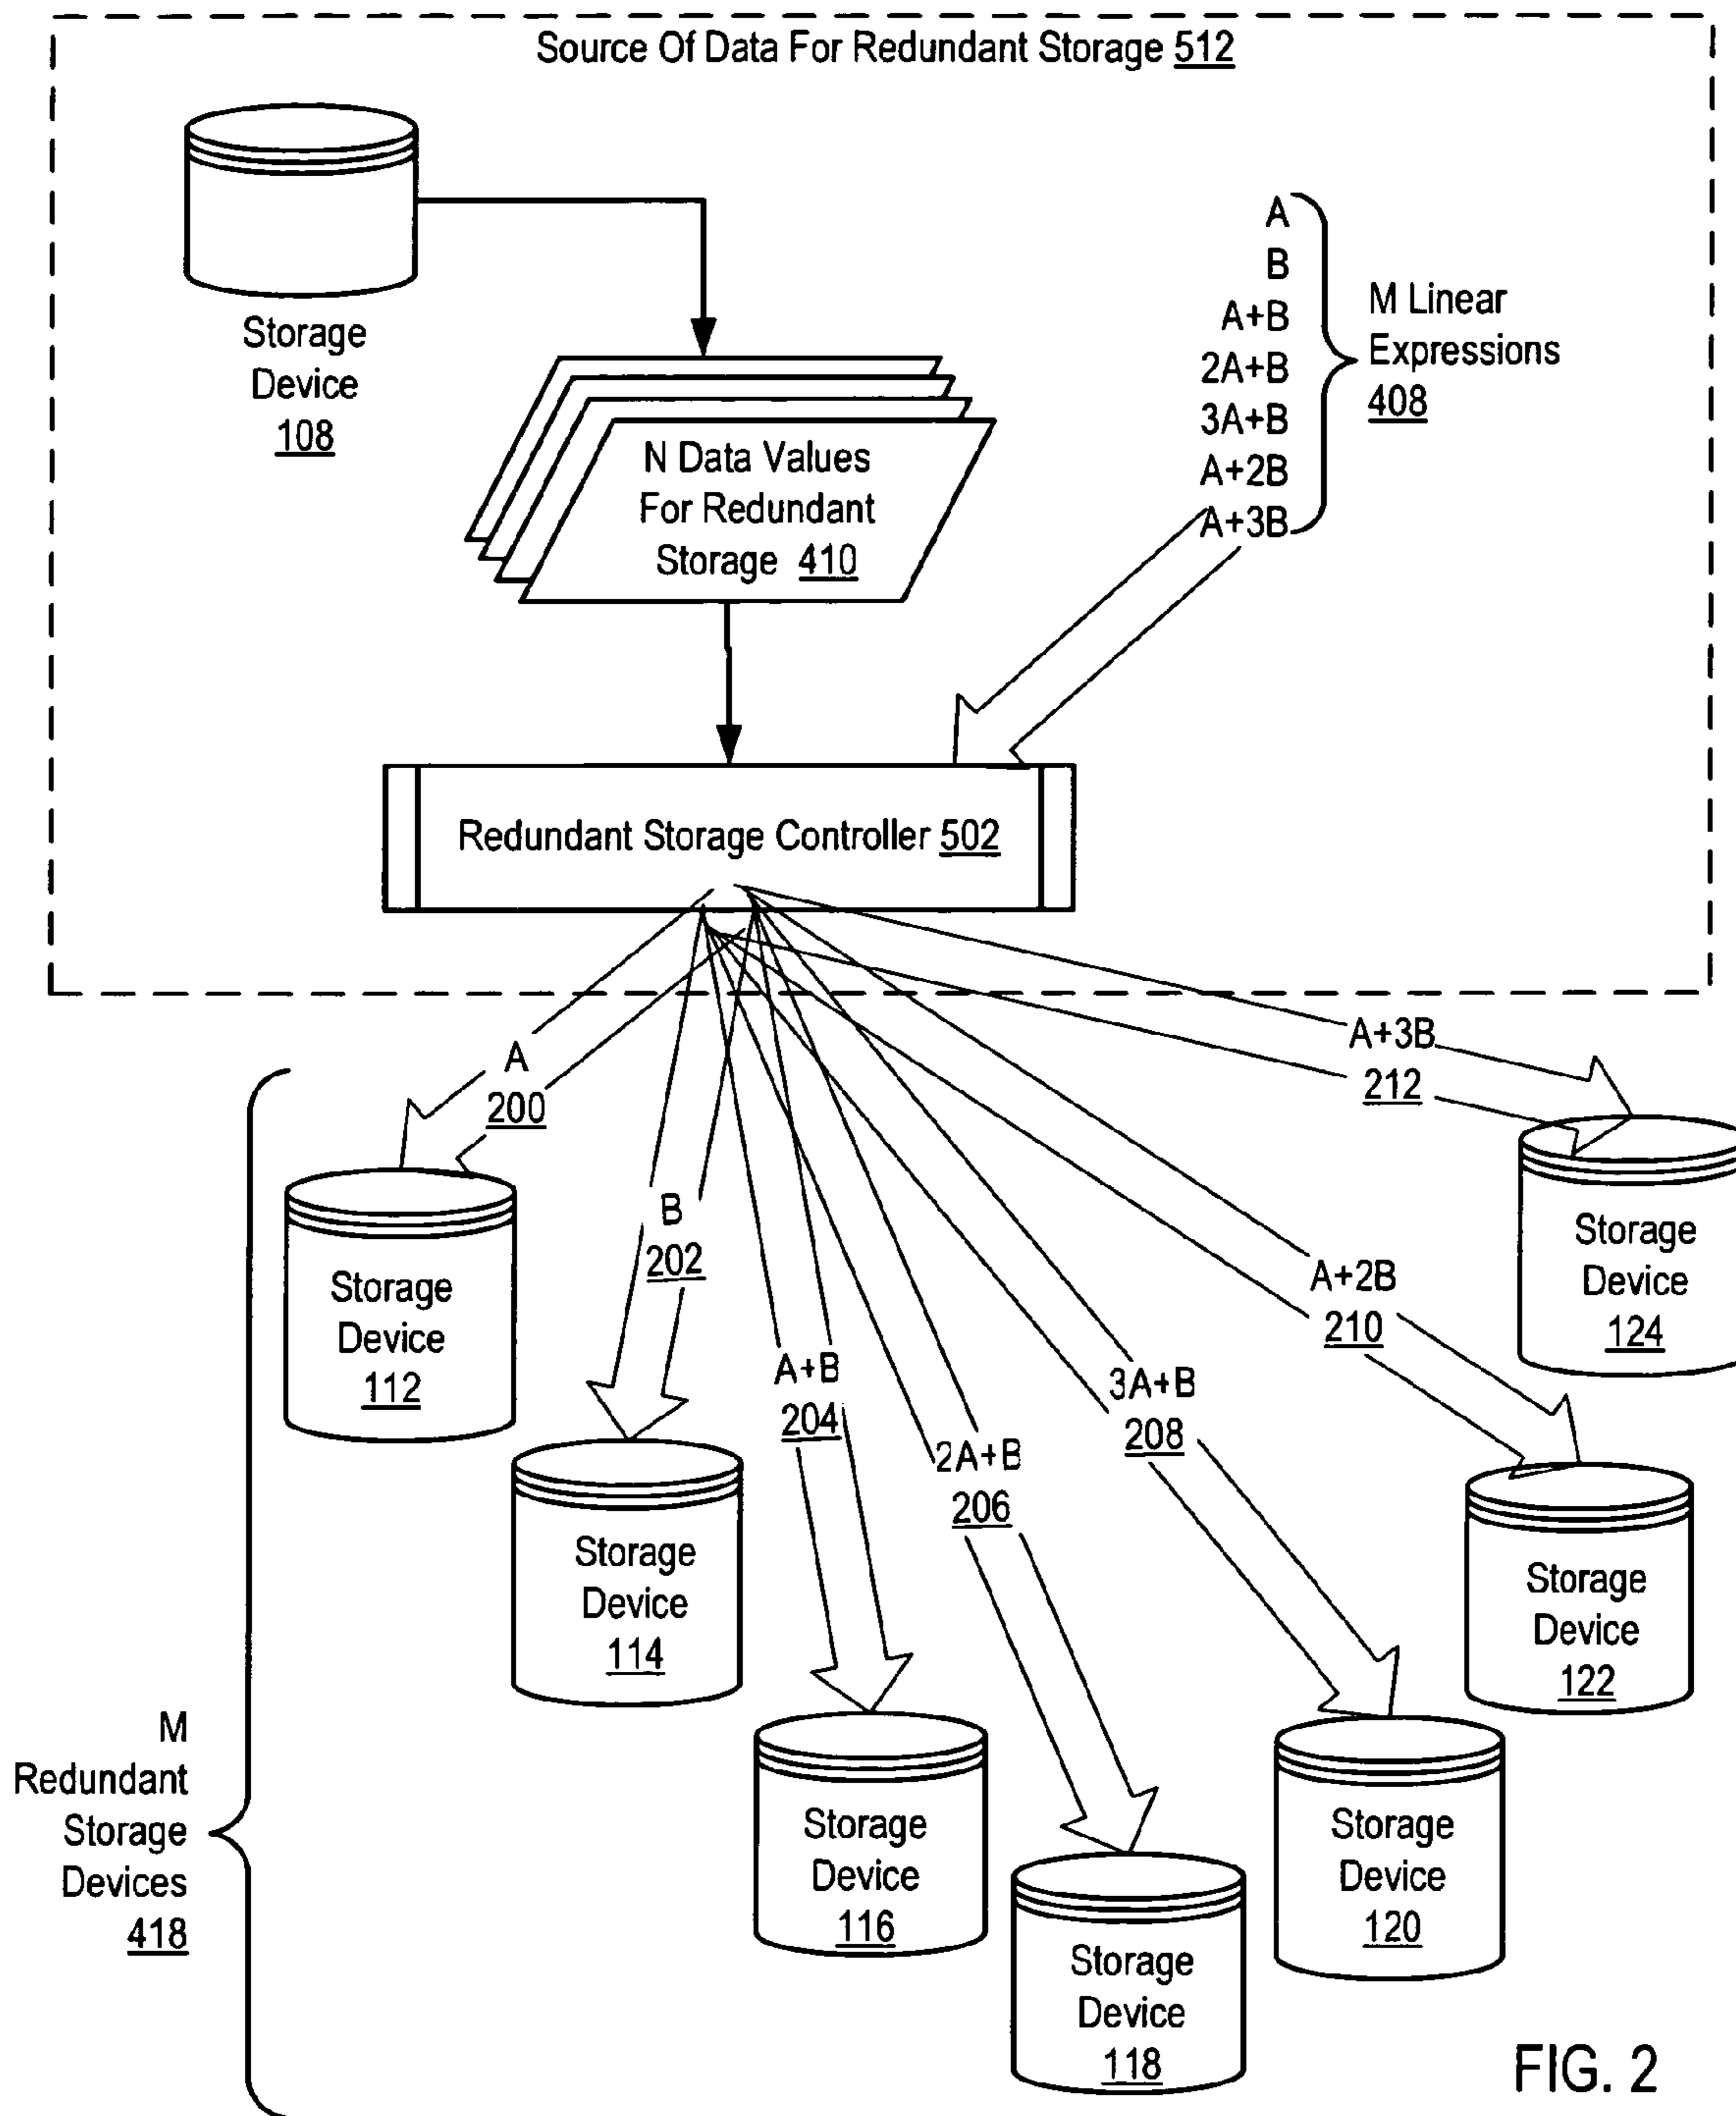 Source Of Data For Redundant Storage 512
Storage
Device
108
N Data Values
For Redundant
Storage 410
A
B
A+B
2A+B
3A+B
A+2B
A+3B
M Linear
Expressions
408
Redundant Storage Controller 502
A
200
B
202
A+B
204
2A+B
206
3A+B
208
A+2B
210
A+3B
212
Storage
Device
112
Storage
Device
114
Storage
Device
116
Storage
Device
118
Storage
Device
120
Storage
Device
122
Storage
Device
124
M
Redundant
Storage
Devices
418
FIG. 2